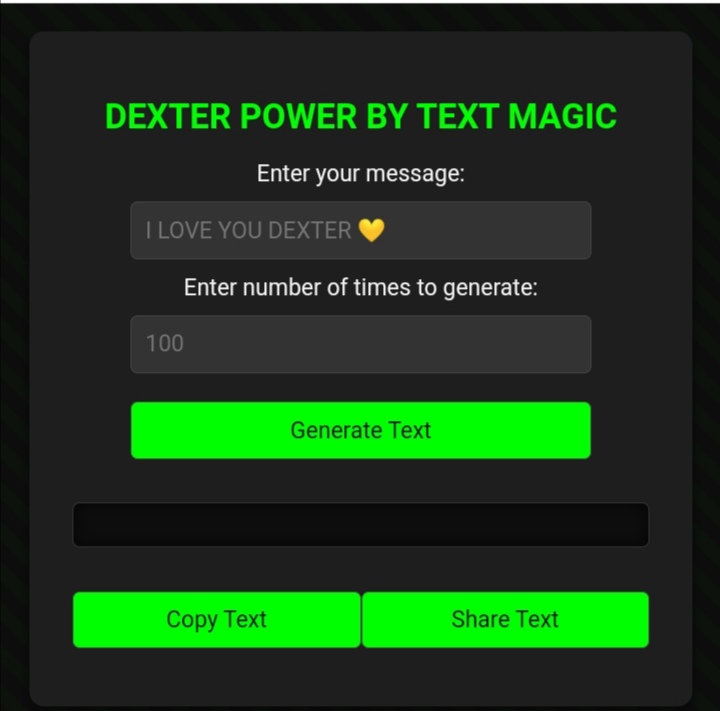 DEXTER POWER BY TEXT MAGIC
Enter your message:
I LOVE YOU DEXTER 💛
Enter number of times to generate:
100
Generate Text
Copy Text Share Text